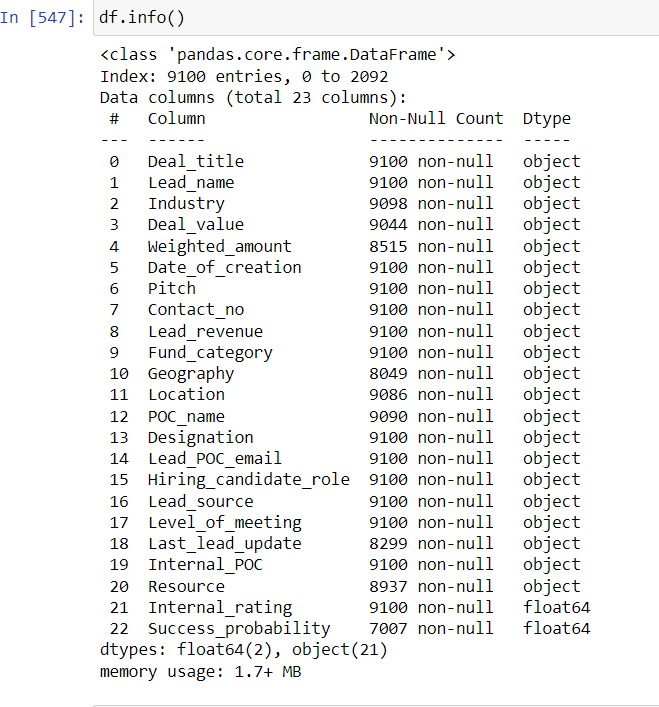 In [547]: df.info()
<class 'pandas.core.frame.DataFrame'>
Index: 9100 entries, 0 to 2092
Data columns (total 23 columns):
 #   Column                Non-Null Count  Dtype
---  ------                --------------  -----
 0   Deal_title            9100 non-null   object
 1   Lead_name             9100 non-null   object
 2   Industry              9098 non-null   object
 3   Deal_value            9044 non-null   object
 4   Weighted_amount       8515 non-null   object
 5   Date_of_creation      9100 non-null   object
 6   Pitch                 9100 non-null   object
 7   Contact_no            9100 non-null   object
 8   Lead_revenue          9100 non-null   object
 9   Fund_category         9100 non-null   object
 10  Geography             8049 non-null   object
 11  Location              9086 non-null   object
 12  POC_name              9090 non-null   object
 13  Designation           9100 non-null   object
 14  Lead_POC_email        9100 non-null   object
 15  Hiring_candidate_role 9100 non-null   object
 16  Lead_source           9100 non-null   object
 17  Level_of_meeting      9100 non-null   object
 18  Last_lead_update      8299 non-null   object
 19  Internal_POC          9100 non-null   object
 20  Resource              8937 non-null   object
 21  Internal_rating       9100 non-null   float64
 22  Success_probability   7007 non-null   float64
dtypes: float64(2), object(21)
memory usage: 1.7+ MB